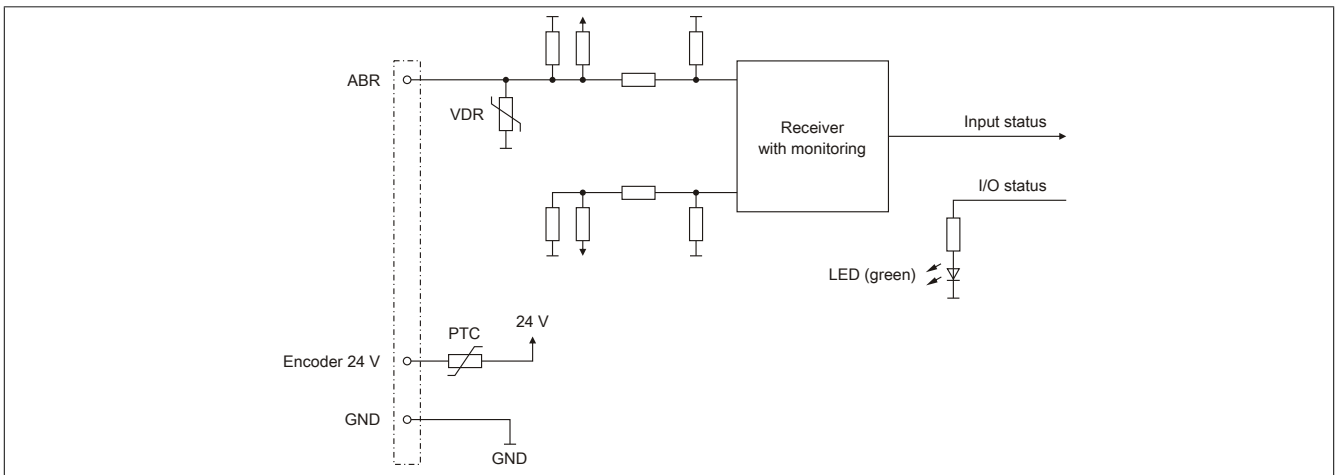 ABR
VDR
Receiver
with monitoring
Input status
I/O status
LED (green)
24 V
PTC
Encoder 24 V
GND
GND